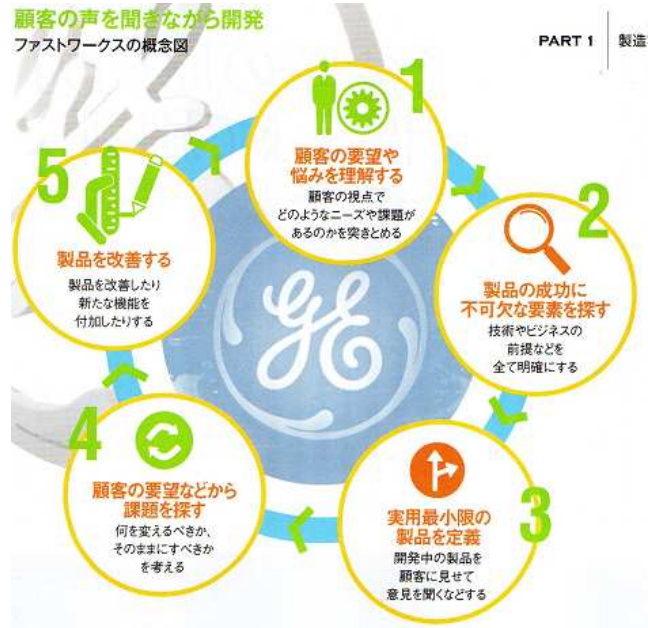 顧客の声を聞きながら開発
ファストワークスの概念図
PART 1
製造
1
顧客の要望や
悩みを理解する
顧客の視点で
どのようなニーズや課題が
あるのかを突きとめる
2
製品の成功に
不可欠な要素を探す
技術やビジネスの
前提などを
全て明確にする
3
実用最小限の
製品を定義
開発中の製品を
顧客に見せて
意見を聞くなどする
4
顧客の要望などから
課題を探す
何を変えるべきか、
そのままにすべきか
を考える
5
製品を改善する
製品を改善したり
新たな機能を
付加したりする
GE